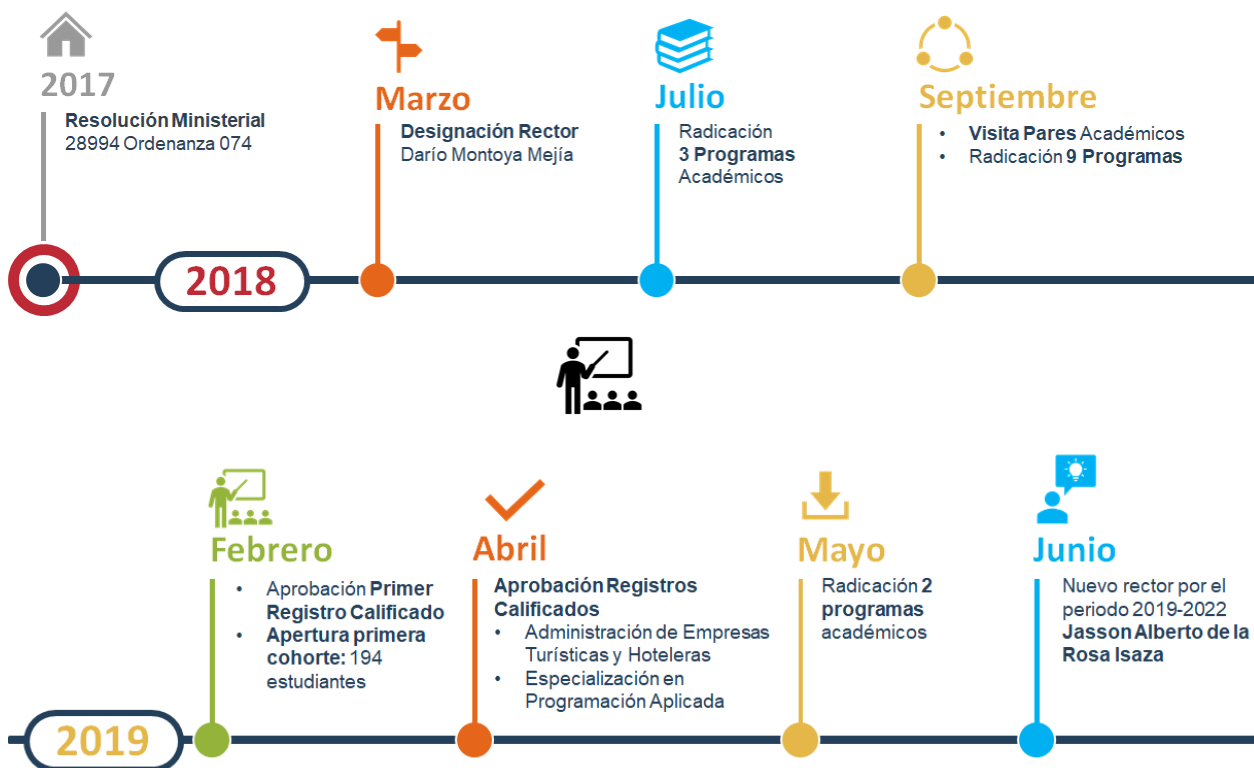 2017
Resolución Ministerial
28994 Ordenanza 074
Marzo
Designación Rector
Darío Montoya Mejía
Julio
Radicación
3 Programas
Académicos
Septiembre
• Visita Pares Académicos
• Radicación 9 Programas
2018
Febrero
• Aprobación Primer
Registro Calificado
• Apertura primera
cohorte: 194
estudiantes
Abril
Aprobación Registros
Calificados
• Administración de Empresas
Turísticas y Hoteleras
• Especialización en
Programación Aplicada
Mayo
Radicación 2
programas
académicos
Junio
Nuevo rector por el
periodo 2019-2022
Jasson Alberto de la
Rosa Isaza
2019